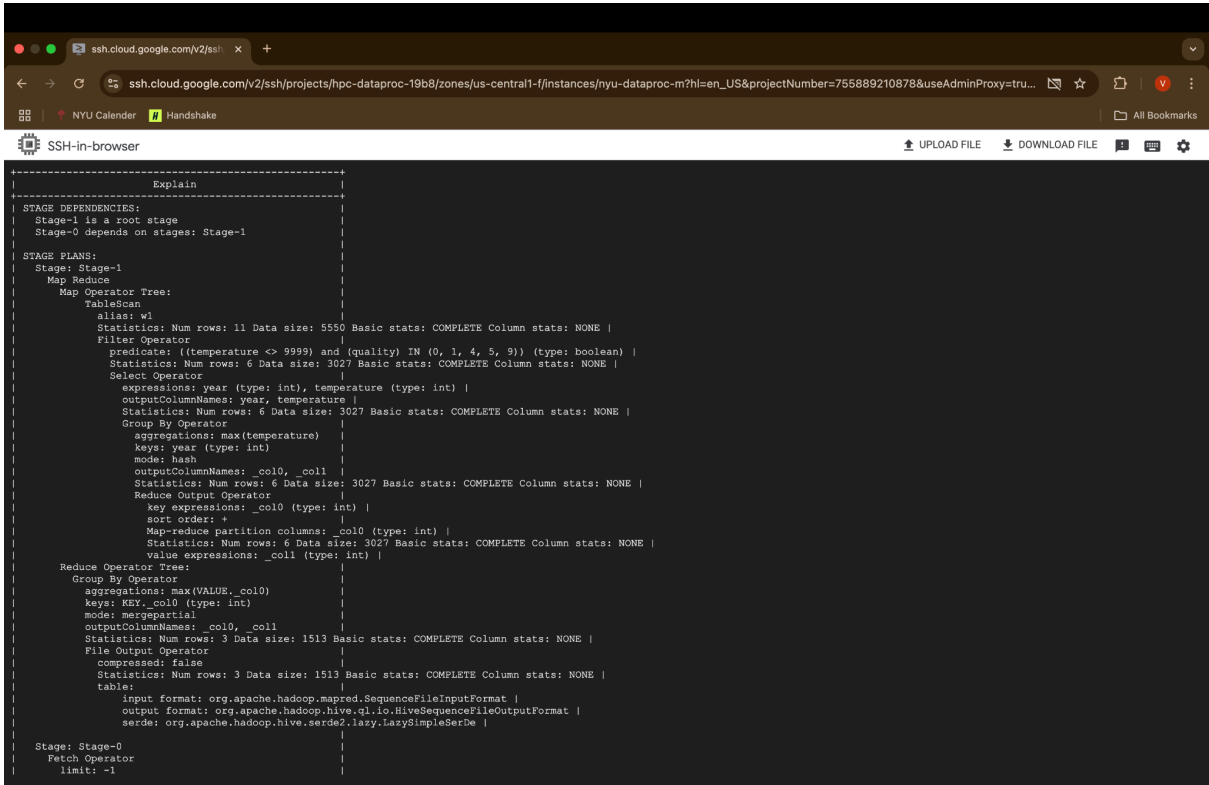 ssh.cloud.google.com/v2/ssh
ssh.cloud.google.com/v2/ssh/projects/hpc-dataproc-19b8/zones/us-central1-f/instances/nyu-dataproc-m?hl=en_US&projectNumber=755889210878&useAdminProxy=tru...
V
NYU Calender
Handshake
All Bookmarks
SSH-in-browser
UPLOAD FILE
DOWNLOAD FILE
+----------------------------------------------------+
|                      Explain                       |
+----------------------------------------------------+
| STAGE DEPENDENCIES:                                |
|   Stage-1 is a root stage                          |
|   Stage-0 depends on stages: Stage-1               |
|                                                    |
| STAGE PLANS:                                       |
|   Stage: Stage-1                                   |
|     Map Reduce                                     |
|       Map Operator Tree:                           |
|           TableScan                                |
|             alias: w1                              |
|             Statistics: Num rows: 11 Data size: 5550 Basic stats: COMPLETE Column stats: NONE |
|             Filter Operator                        |
|               predicate: ((temperature <> 9999) and (quality) IN (0, 1, 4, 5, 9)) (type: boolean) |
|               Statistics: Num rows: 6 Data size: 3027 Basic stats: COMPLETE Column stats: NONE |
|               Select Operator                      |
|                 expressions: year (type: int), temperature (type: int) |
|                 outputColumnNames: year, temperature |
|                 Statistics: Num rows: 6 Data size: 3027 Basic stats: COMPLETE Column stats: NONE |
|                 Group By Operator                  |
|                   aggregations: max(temperature)   |
|                   keys: year (type: int)           |
|                   mode: hash                       |
|                   outputColumnNames: _col0, _col1  |
|                   Statistics: Num rows: 6 Data size: 3027 Basic stats: COMPLETE Column stats: NONE |
|                   Reduce Output Operator           |
|                     key expressions: _col0 (type: int) |
|                     sort order: +                  |
|                     Map-reduce partition columns: _col0 (type: int) |
|                     Statistics: Num rows: 6 Data size: 3027 Basic stats: COMPLETE Column stats: NONE |
|                     value expressions: _col1 (type: int) |
|       Reduce Operator Tree:                        |
|         Group By Operator                          |
|           aggregations: max(VALUE._col0)           |
|           keys: KEY._col0 (type: int)              |
|           mode: mergepartial                       |
|           outputColumnNames: _col0, _col1          |
|           Statistics: Num rows: 3 Data size: 1513 Basic stats: COMPLETE Column stats: NONE |
|           File Output Operator                     |
|             compressed: false                      |
|             Statistics: Num rows: 3 Data size: 1513 Basic stats: COMPLETE Column stats: NONE |
|             table:                                 |
|                 input format: org.apache.hadoop.mapred.SequenceFileInputFormat |
|                 output format: org.apache.hadoop.hive.ql.io.HiveSequenceFileOutputFormat |
|                 serde: org.apache.hadoop.hive.serde2.lazy.LazySimpleSerDe |
|                                                    |
|   Stage: Stage-0                                   |
|     Fetch Operator                                 |
|       limit: -1                                    |